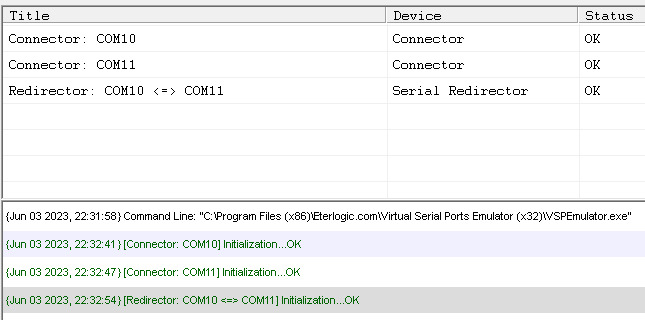 Title Device Status
Connector: COM10 Connector OK
Connector: COM11 Connector OK
Redirector: COM10 <=> COM11 Serial Redirector OK
{Jun 03 2023, 22:31:58} Command Line: "C:\Program Files (x86)\Eterlogic.com\Virtual Serial Ports Emulator (x32)\VSPEmulator.exe"
{Jun 03 2023, 22:32:41} [Connector: COM10] Initialization...OK
{Jun 03 2023, 22:32:47} [Connector: COM11] Initialization...OK
{Jun 03 2023, 22:32:54} [Redirector: COM10 <=> COM11] Initialization...OK